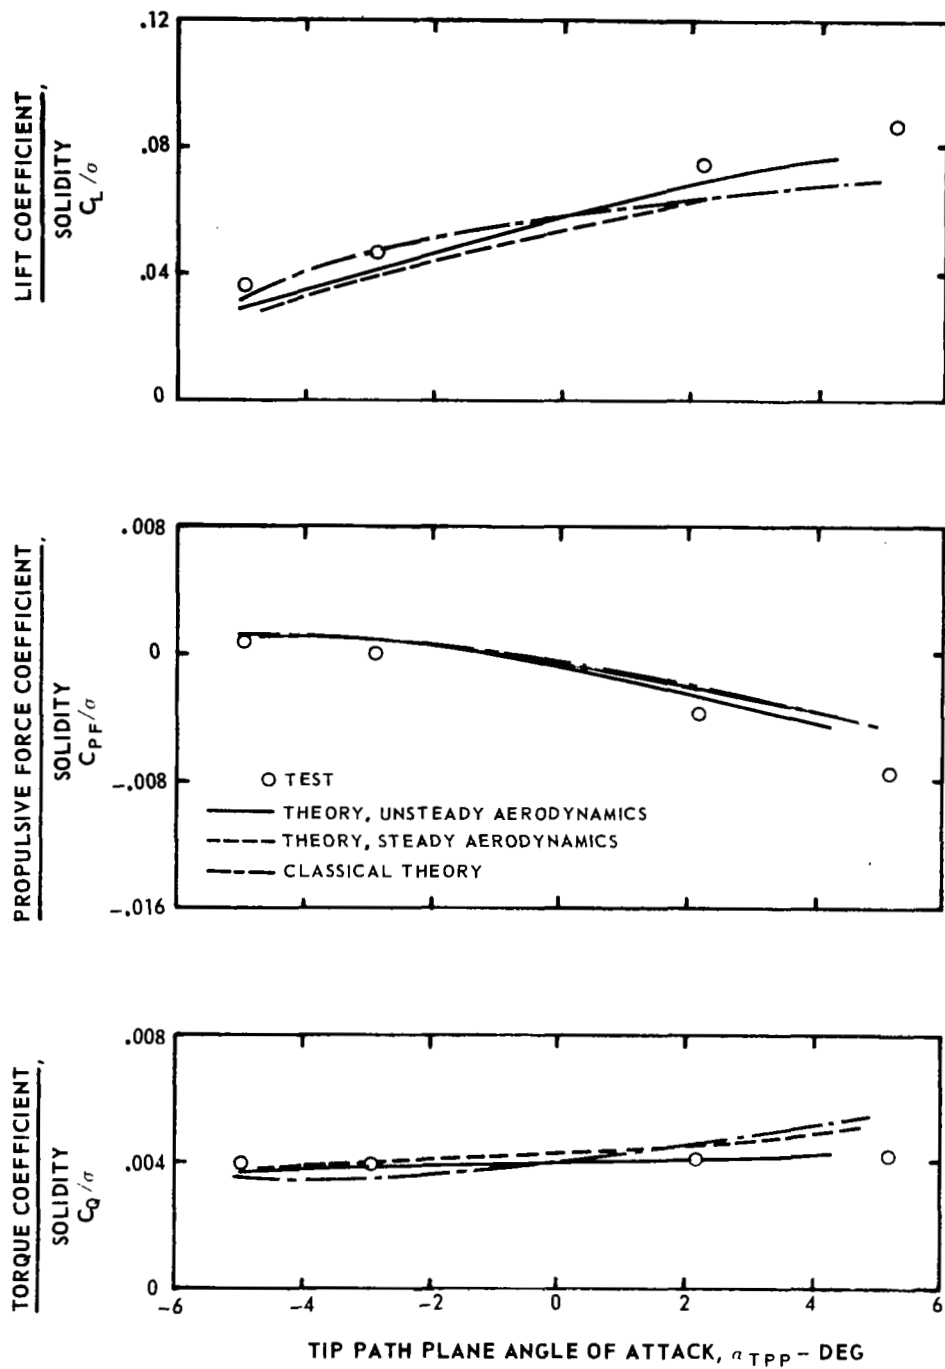 .12
.08
.04
0
LIFT COEFFICIENT,
SOLIDITY
C_L/σ
.008
0
-.008
-.016
PROPULSIVE FORCE COEFFICIENT,
SOLIDITY
C_PF/σ
TEST
THEORY, UNSTEADY AERODYNAMICS
THEORY, STEADY AERODYNAMICS
CLASSICAL THEORY
.008
.004
0
TORQUE COEFFICIENT,
SOLIDITY
C_Q/σ
-6 -4 -2 0 2 4 6
TIP PATH PLANE ANGLE OF ATTACK, α_TPP - DEG